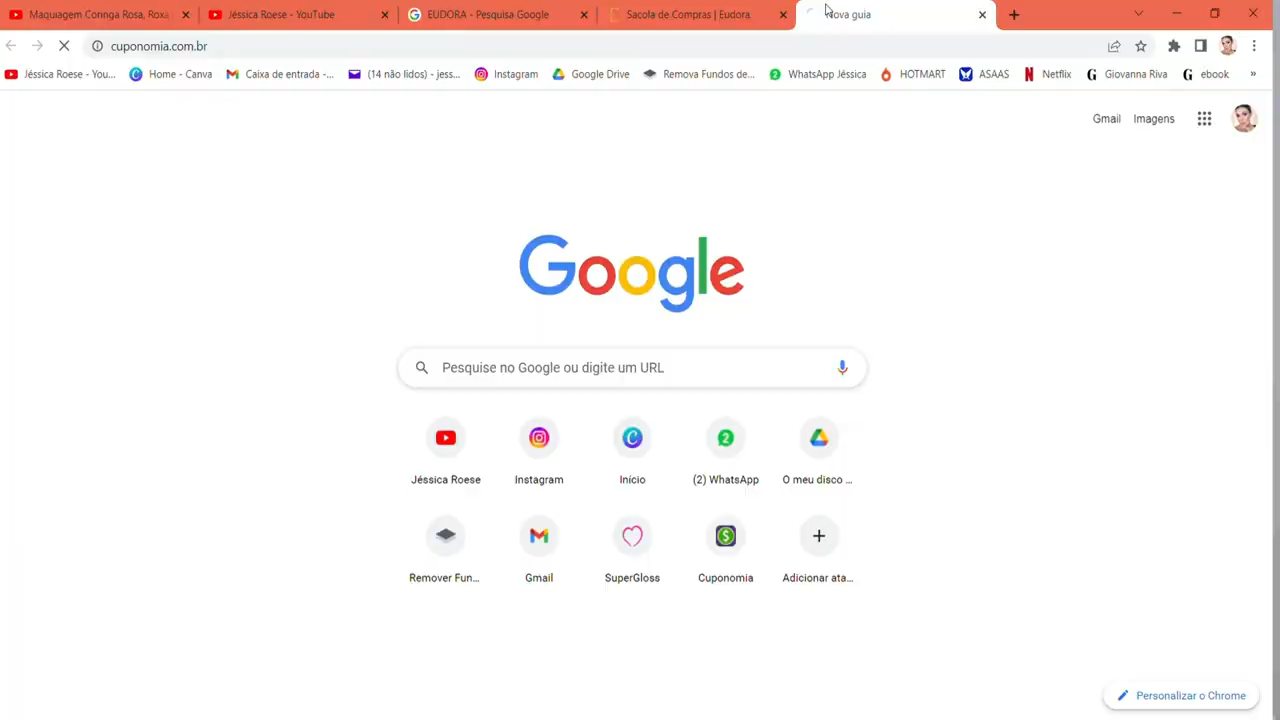 Maquiagem Connga Rosa, Roxa
Jéssica Roese - YouTube
EUDORA - Pesquisa Google
Sacola de Compras | Eudora
Nova guia
cuponomia.com.br
Jéssica Roese - You...
Home - Canva
Caixa de entrada -...
(14 não lidos) - jess...
Instagram
Google Drive
Remova Fundos de...
WhatsApp Jéssica
HOTMART
ASAAS
Netflix
Giovanna Riva
ebook
»
Gmail
Imagens
Google
Pesquise no Google ou digite um URL
Jéssica Roese
Instagram
Início
(2) WhatsApp
O meu disco ...
Remover Fun...
Gmail
SuperGloss
Cuponomia
Adicionar ata...
Personalizar o Chrome